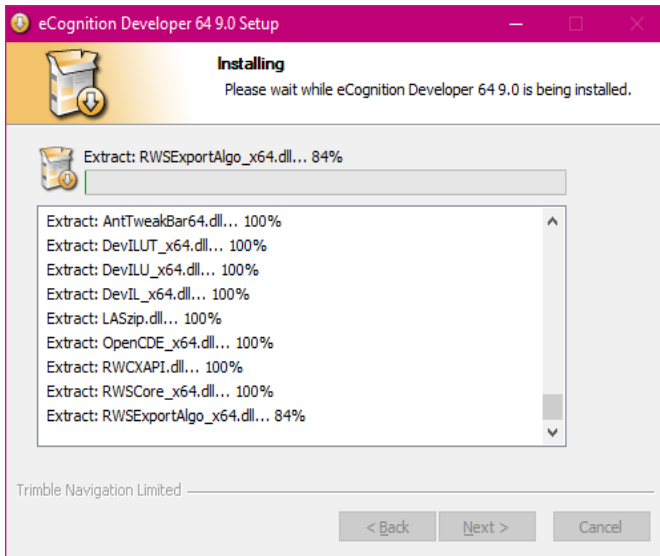 eCognition Developer 64 9.0 Setup
Installing
Please wait while eCognition Developer 64 9.0 is being installed.
Extract: RWSExportAlgo_x64.dll... 84%
Extract: AntTweakBar64.dll... 100%
Extract: DevILUT_x64.dll... 100%
Extract: DevILU_x64.dll... 100%
Extract: DevIL_x64.dll... 100%
Extract: LASzip.dll... 100%
Extract: OpenCDE_x64.dll... 100%
Extract: RWCXAPI.dll... 100%
Extract: RWSCore_x64.dll... 100%
Extract: RWSExportAlgo_x64.dll... 84%
Trimble Navigation Limited
< Back Next > Cancel